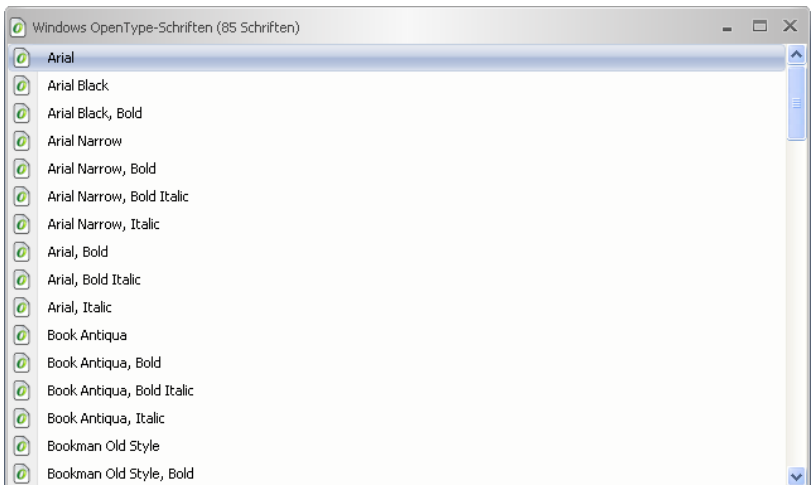 Windows OpenType-Schriften (85 Schriften)
Arial
Arial Black
Arial Black, Bold
Arial Narrow
Arial Narrow, Bold
Arial Narrow, Bold Italic
Arial Narrow, Italic
Arial, Bold
Arial, Bold Italic
Arial, Italic
Book Antiqua
Book Antiqua, Bold
Book Antiqua, Bold Italic
Book Antiqua, Italic
Bookman Old Style
Bookman Old Style, Bold